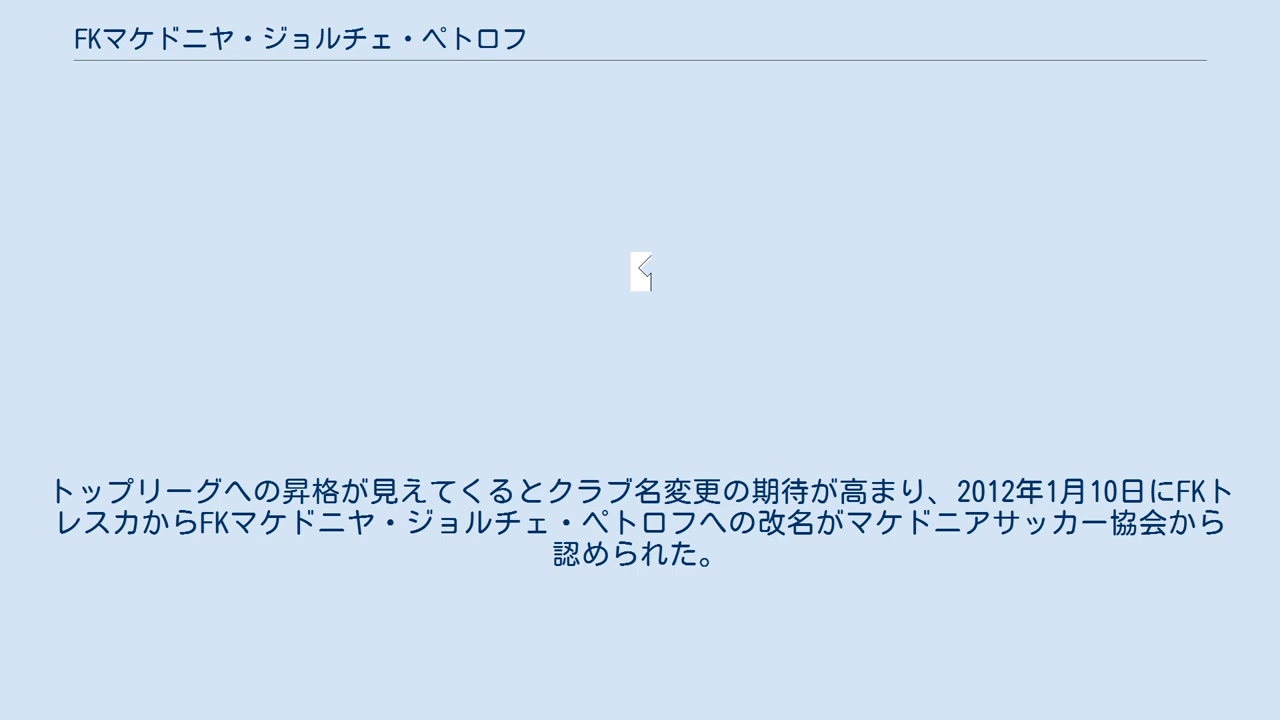 FKマケドニヤ・ジョルチェ・ペトロフ
トップリーグへの昇格が見えてくるとクラブ名変更の期待が高まり、2012年1月10日にFKト
レスカからFKマケドニヤ・ジョルチェ・ペトロフへの改名がマケドニアサッカー協会から
認められた。